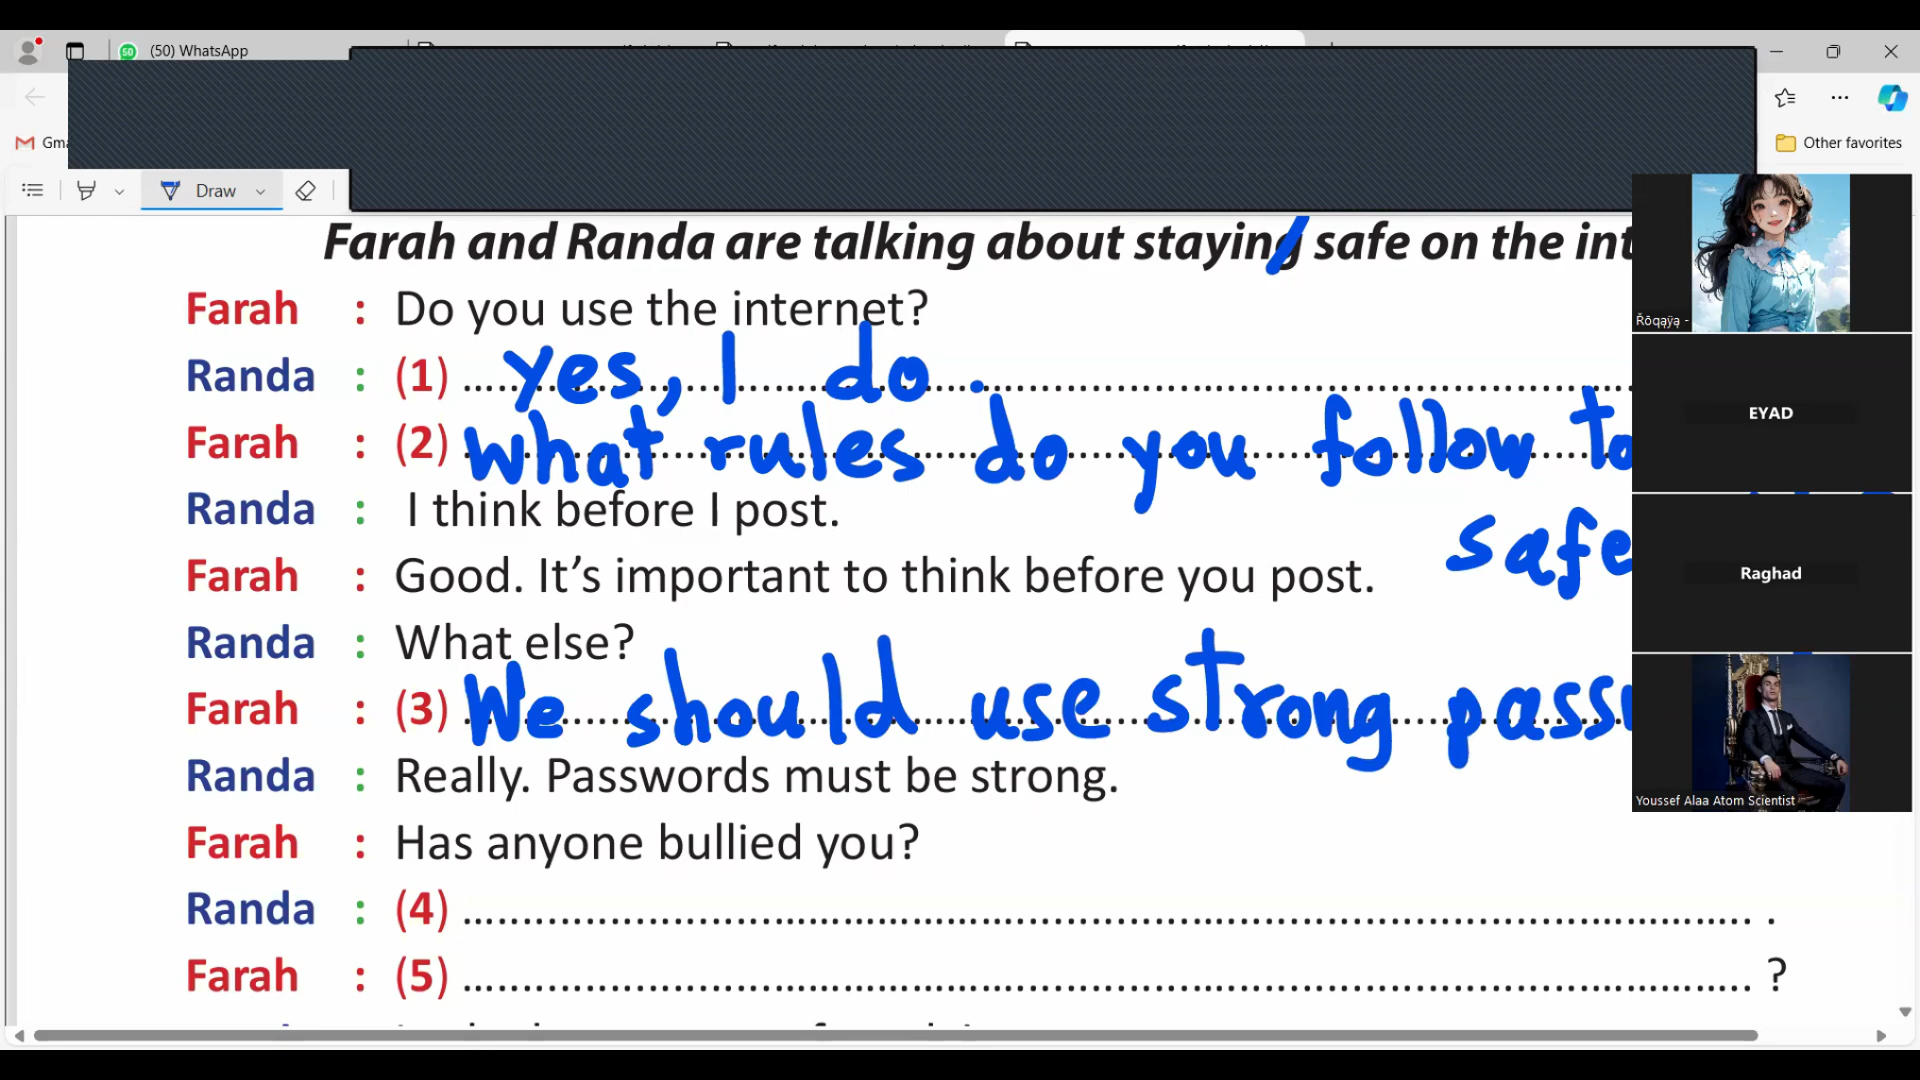 50 (50) WhatsApp
Other favorites
Draw
Farah and Randa are talking about staying safe on the
Farah : Do you use the internet?
Randa : (1) yes, I do.
Farah : (2) what rules do you follow to
Randa : I think before I post.
safe
Farah : Good. It's important to think before you post.
Randa : What else?
Farah : (3) We should use strong
Randa : Really. Passwords must be strong.
Farah : Has anyone bullied you?
Randa : (4) .
Farah : (5) ?
Řōqąÿą -
EYAD
Raghad
Youssef Alaa Atom Scientist